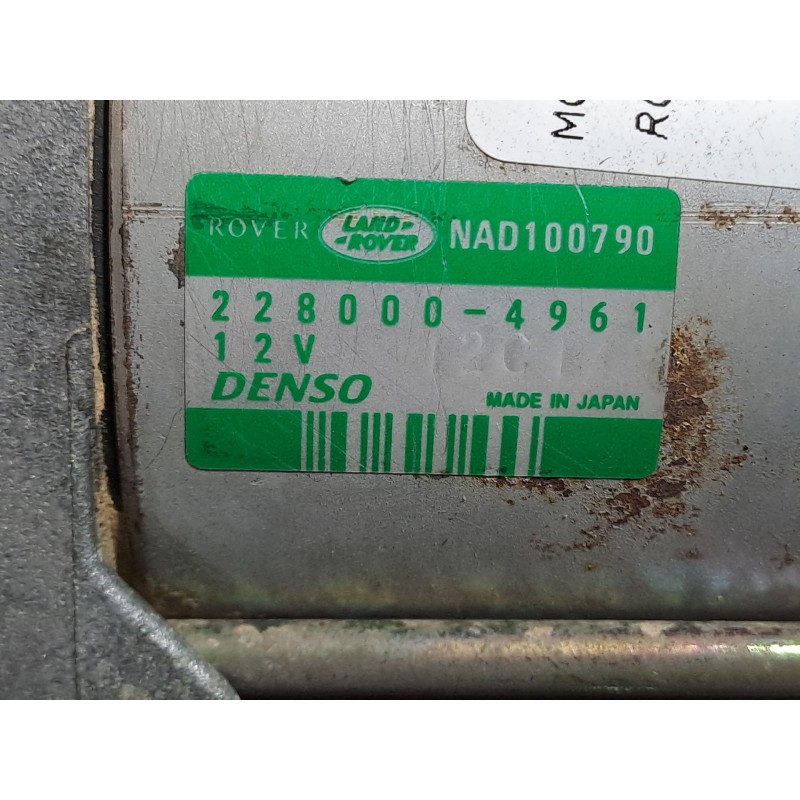 ROVER LAND ROVER NAD100790
228000-4961
12V
DENSO MADE IN JAPAN